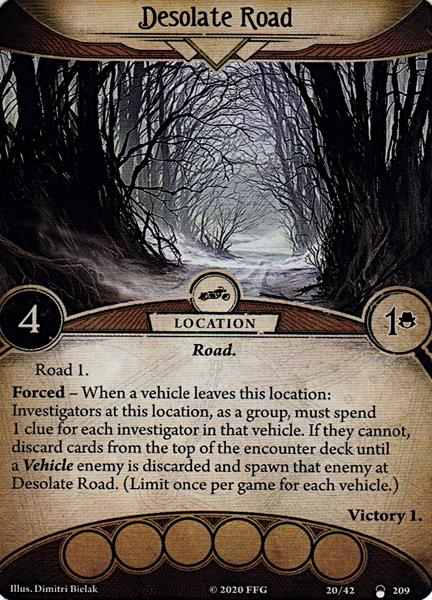 Desolate Road
4
LOCATION
1
Road.
Road 1.
Forced – When a vehicle leaves this location:
Investigators at this location, as a group, must spend
1 clue for each investigator in that vehicle. If they cannot,
discard cards from the top of the encounter deck until
a Vehicle enemy is discarded and spawn that enemy at
Desolate Road. (Limit once per game for each vehicle.)
Victory 1.
Illus. Dimitri Bielak © 2020 FFG 20/42 209